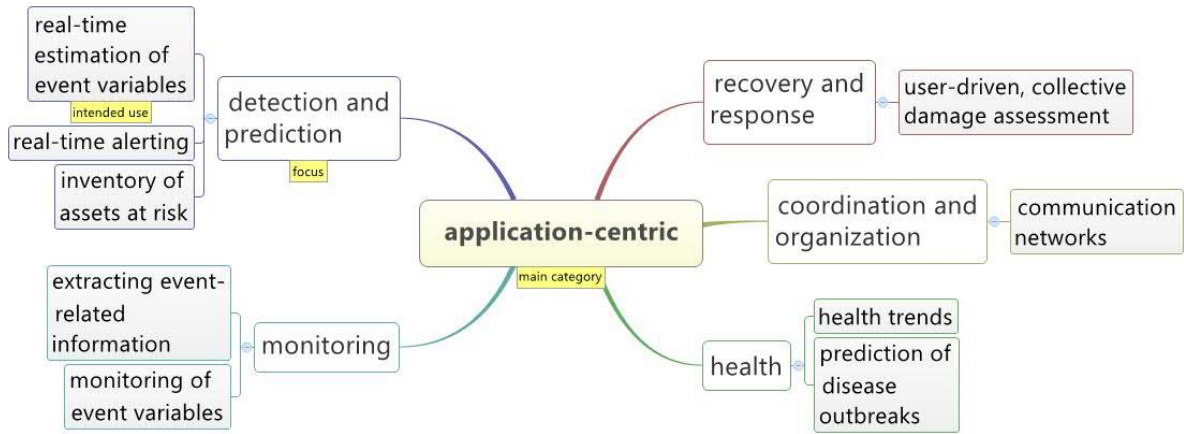 real-time
estimation of
event variables
intended use
real-time alerting
inventory of
assets at risk
detection and
prediction
focus
extracting event-
related
information
monitoring of
event variables
monitoring
application-centric
main category
recovery and
response
user-driven, collective
damage assessment
coordination and
organization
communication
networks
health
health trends
prediction of
disease
outbreaks